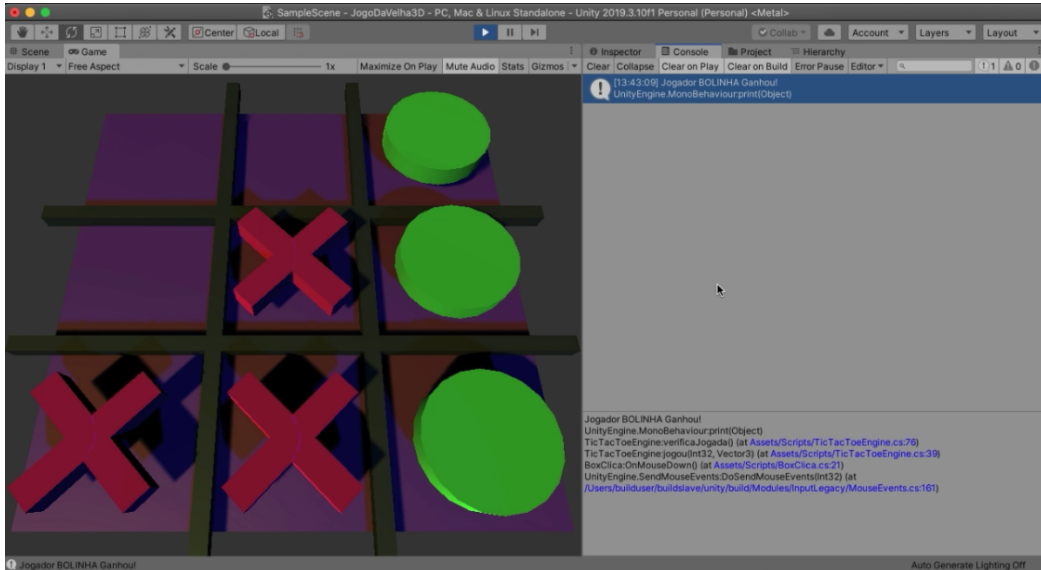 SampleScene - JogoDaVelha3D - PC, Mac & Linux Standalone - Unity 2019.3.10f1 Personal (Personal) <Metal>
Center Local Collab Account Layers Layout
Scene Game Inspector Console Project Hierarchy
Display 1 Free Aspect Scale 1x Maximize On Play Mute Audio Stats Gizmos Clear Collapse Clear on Play Clear on Build Error Pause Editor 1 0
[13:43:09] Jogador BOLINHA Ganhou!
UnityEngine.MonoBehaviour:print(Object)
Jogador BOLINHA Ganhou!
UnityEngine.MonoBehaviour:print(Object)
TicTacToeEngine:verificaJogada() (at Assets/Scripts/TicTacToeEngine.cs:76)
TicTacToeEngine:jogou(Int32, Vector3) (at Assets/Scripts/TicTacToeEngine.cs:39)
BoxClica:OnMouseDown() (at Assets/Scripts/BoxClica.cs:21)
UnityEngine.SendMouseEvents:DoSendMouseEvents(Int32) (at
/Users/builduser/buildslave/unity/build/Modules/InputLegacy/MouseEvents.cs:161)
Jogador BOLINHA Ganhou! Auto Generate Lighting Off